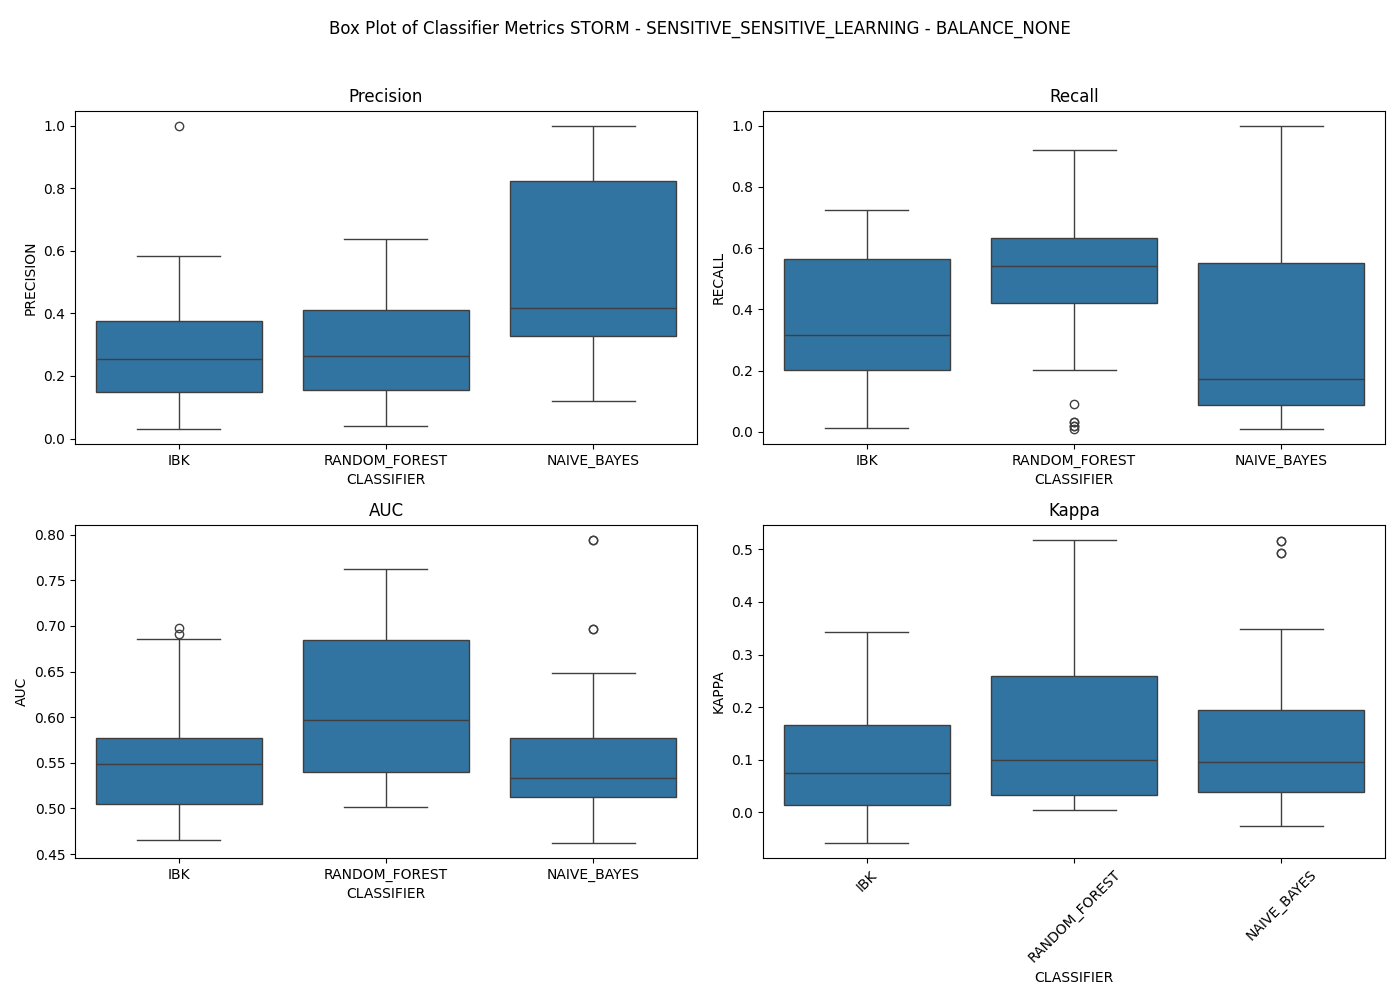 Box Plot of Classifier Metrics STORM - SENSITIVE_SENSITIVE_LEARNING - BALANCE_NONE
Precision
1.0
0.8
0.6
0.4
0.2
0.0
PRECISION
IBK RANDOM_FOREST NAIVE_BAYES
CLASSIFIER
Recall
1.0
0.8
0.6
0.4
0.2
0.0
RECALL
IBK RANDOM_FOREST NAIVE_BAYES
CLASSIFIER
AUC
0.80
0.75
0.70
0.65
0.60
0.55
0.50
0.45
AUC
IBK RANDOM_FOREST NAIVE_BAYES
CLASSIFIER
Kappa
0.5
0.4
0.3
0.2
0.1
0.0
KAPPA
IBK RANDOM_FOREST NAIVE_BAYES
CLASSIFIER